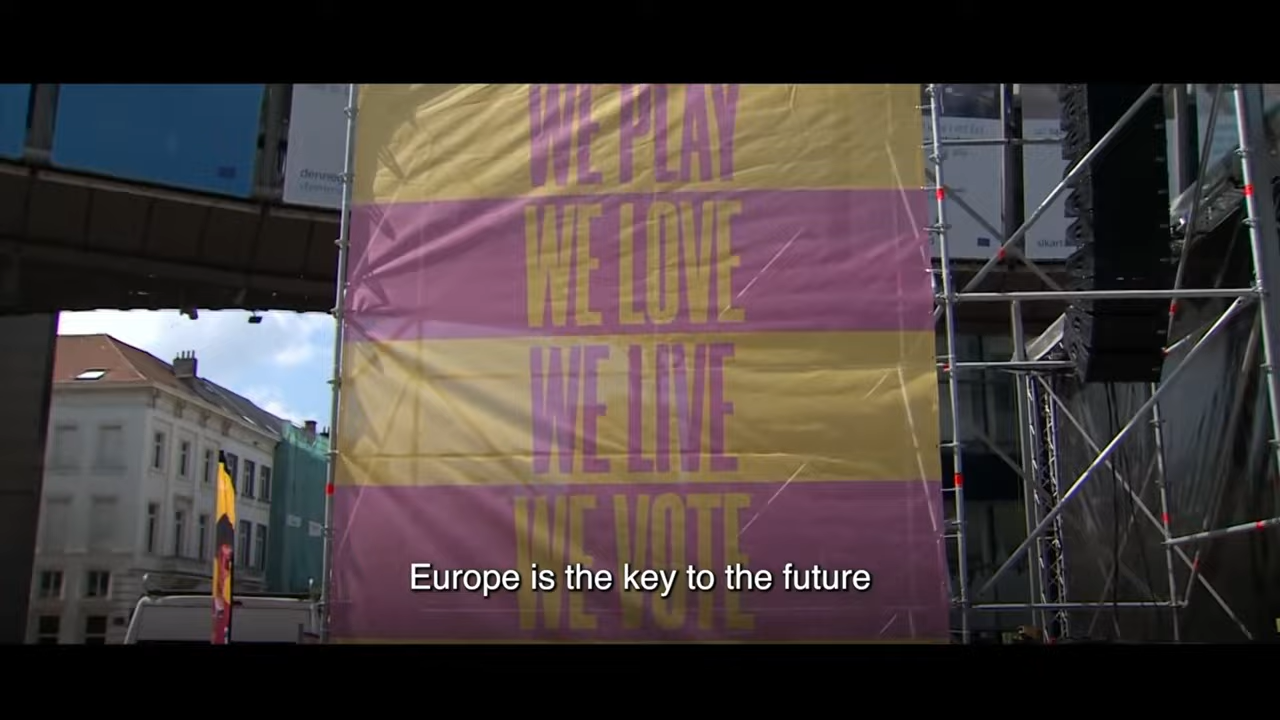 WE PLAY
WE LOVE
WE LIVE
WE VOTE
Europe is the key to the future